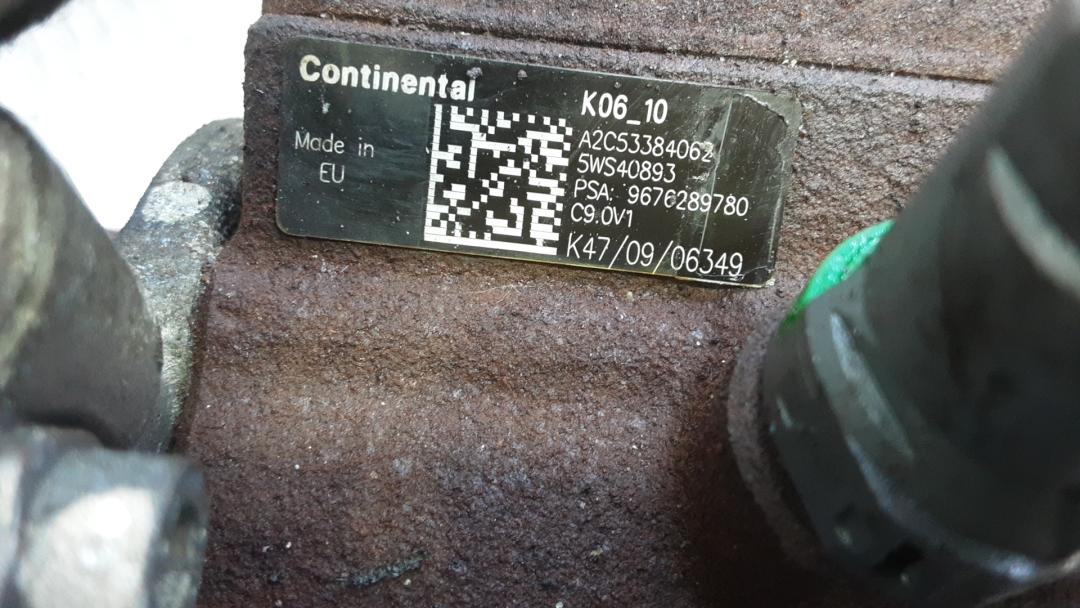 Continental
Made in
EU
K06_10
A2C53384062
5WS40893
PSA: 9676289780
C9.0V1
K47/09/06349